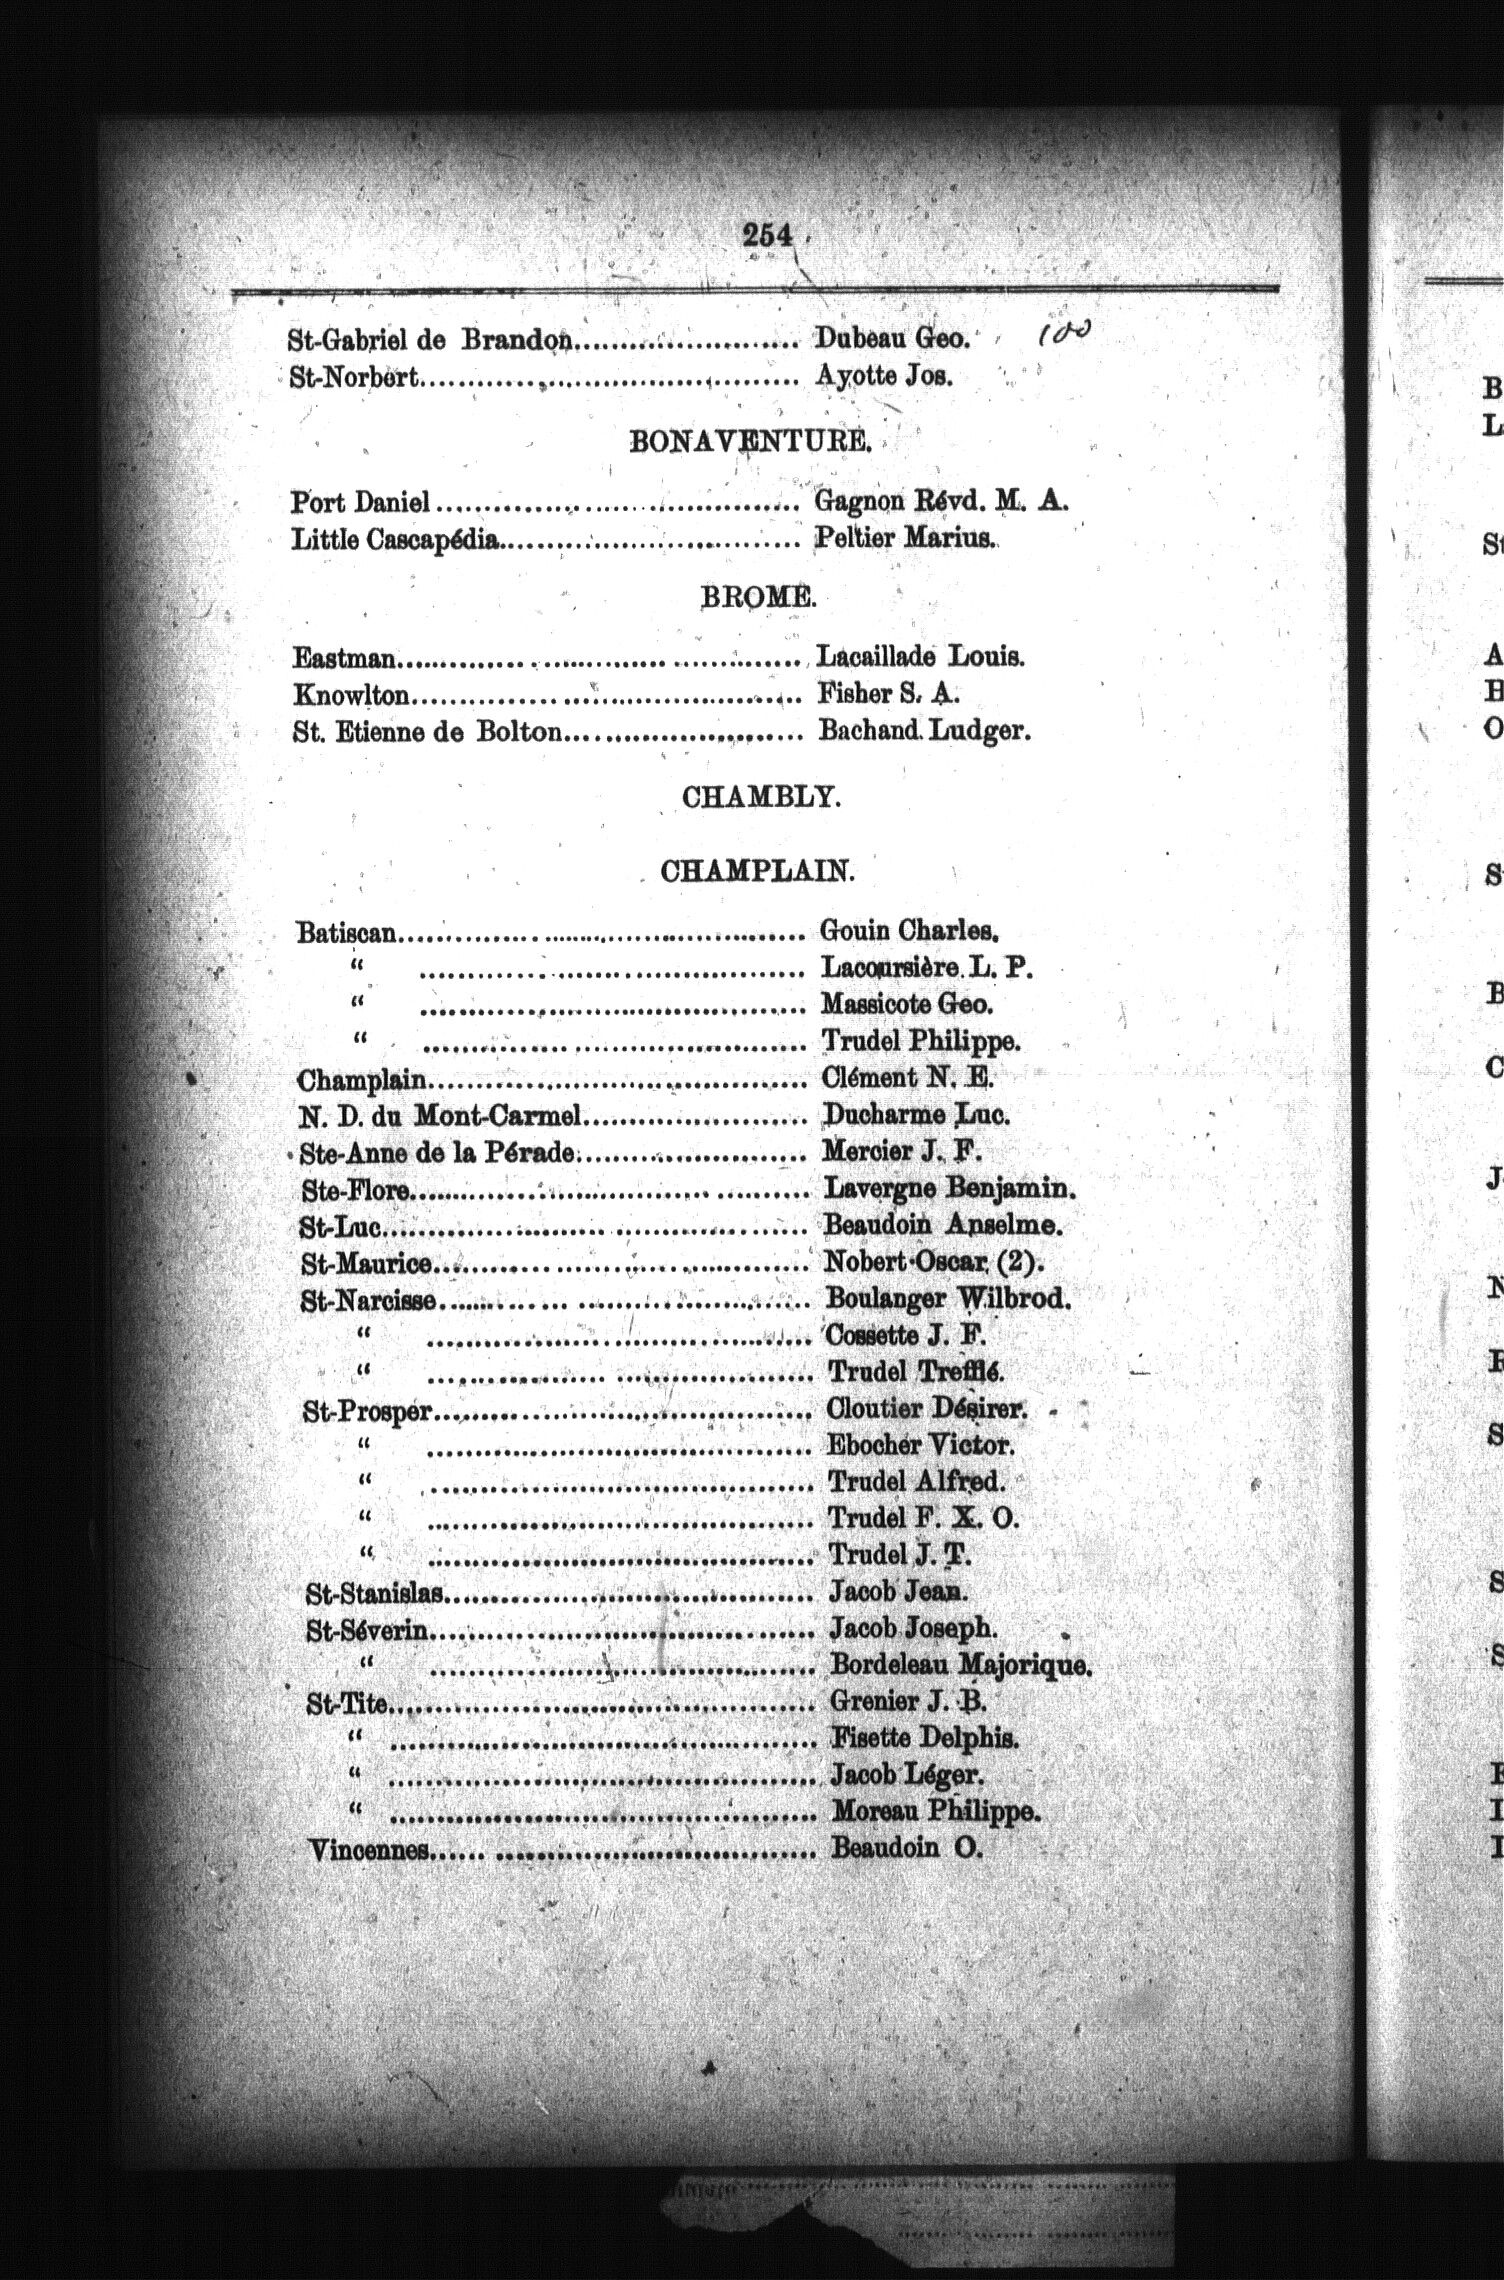 254
St-Gabriel de Brandon........................ Dubeau Geo. 100
St-Norbert........................................ Ayotte Jos.
BONAVENTURE.
Port Daniel....................................... Gagnon Révd. M. A.
Little Cascapédia................................ Peltier Marius.
BROME.
Eastman........................................... Lacaillade Louis.
Knowlton.......................................... Fisher S. A.
St. Etienne de Bolton......................... Bachand Ludger.
CHAMBLY.
CHAMPLAIN.
Batiscan........................................... Gouin Charles.
“ ......................................... Lacoursière L. P.
“ ......................................... Massicote Geo.
“ ......................................... Trudel Philippe.
Champlain........................................ Clément N. E.
N. D. du Mont-Carmel........................ Ducharme Luc.
Ste-Anne de la Pérade........................ Mercier J. F.
Ste-Flore.......................................... Lavergne Benjamin.
St-Luc............................................. Beaudoin Anselme.
St-Maurice........................................ Nobert Oscar (2).
St-Narcisse....................................... Boulanger Wilbrod.
“ ......................................... Cossette J. F.
“ ......................................... Trudel Trefflé.
St-Prosper........................................ Cloutier Désirer.
“ ......................................... Ebocher Victor.
“ ......................................... Trudel Alfred.
“ ......................................... Trudel F. X. O.
“ ......................................... Trudel J. T.
St-Stanislas....................................... Jacob Jean.
St-Séverin......................................... Jacob Joseph.
“ ......................................... Bordeleau Majorique.
St-Tite............................................. Grenier J. B.
“ ............................................. Fisette Delphis.
“ ............................................. Jacob Léger.
“ ............................................. Moreau Philippe.
Vincennes......................................... Beaudoin O.